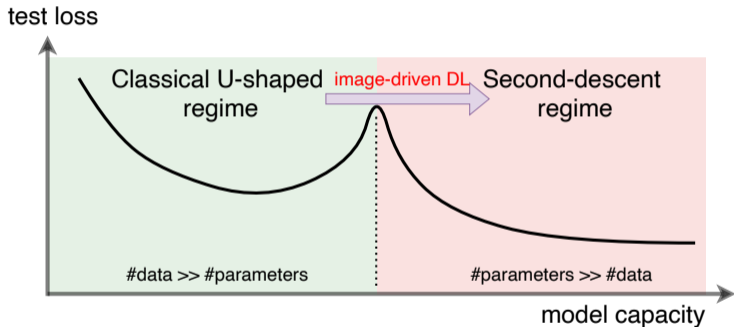 test loss
Classical U-shaped
regime
image-driven DL
Second-descent
regime
#data >> #parameters
#parameters >> #data
model capacity